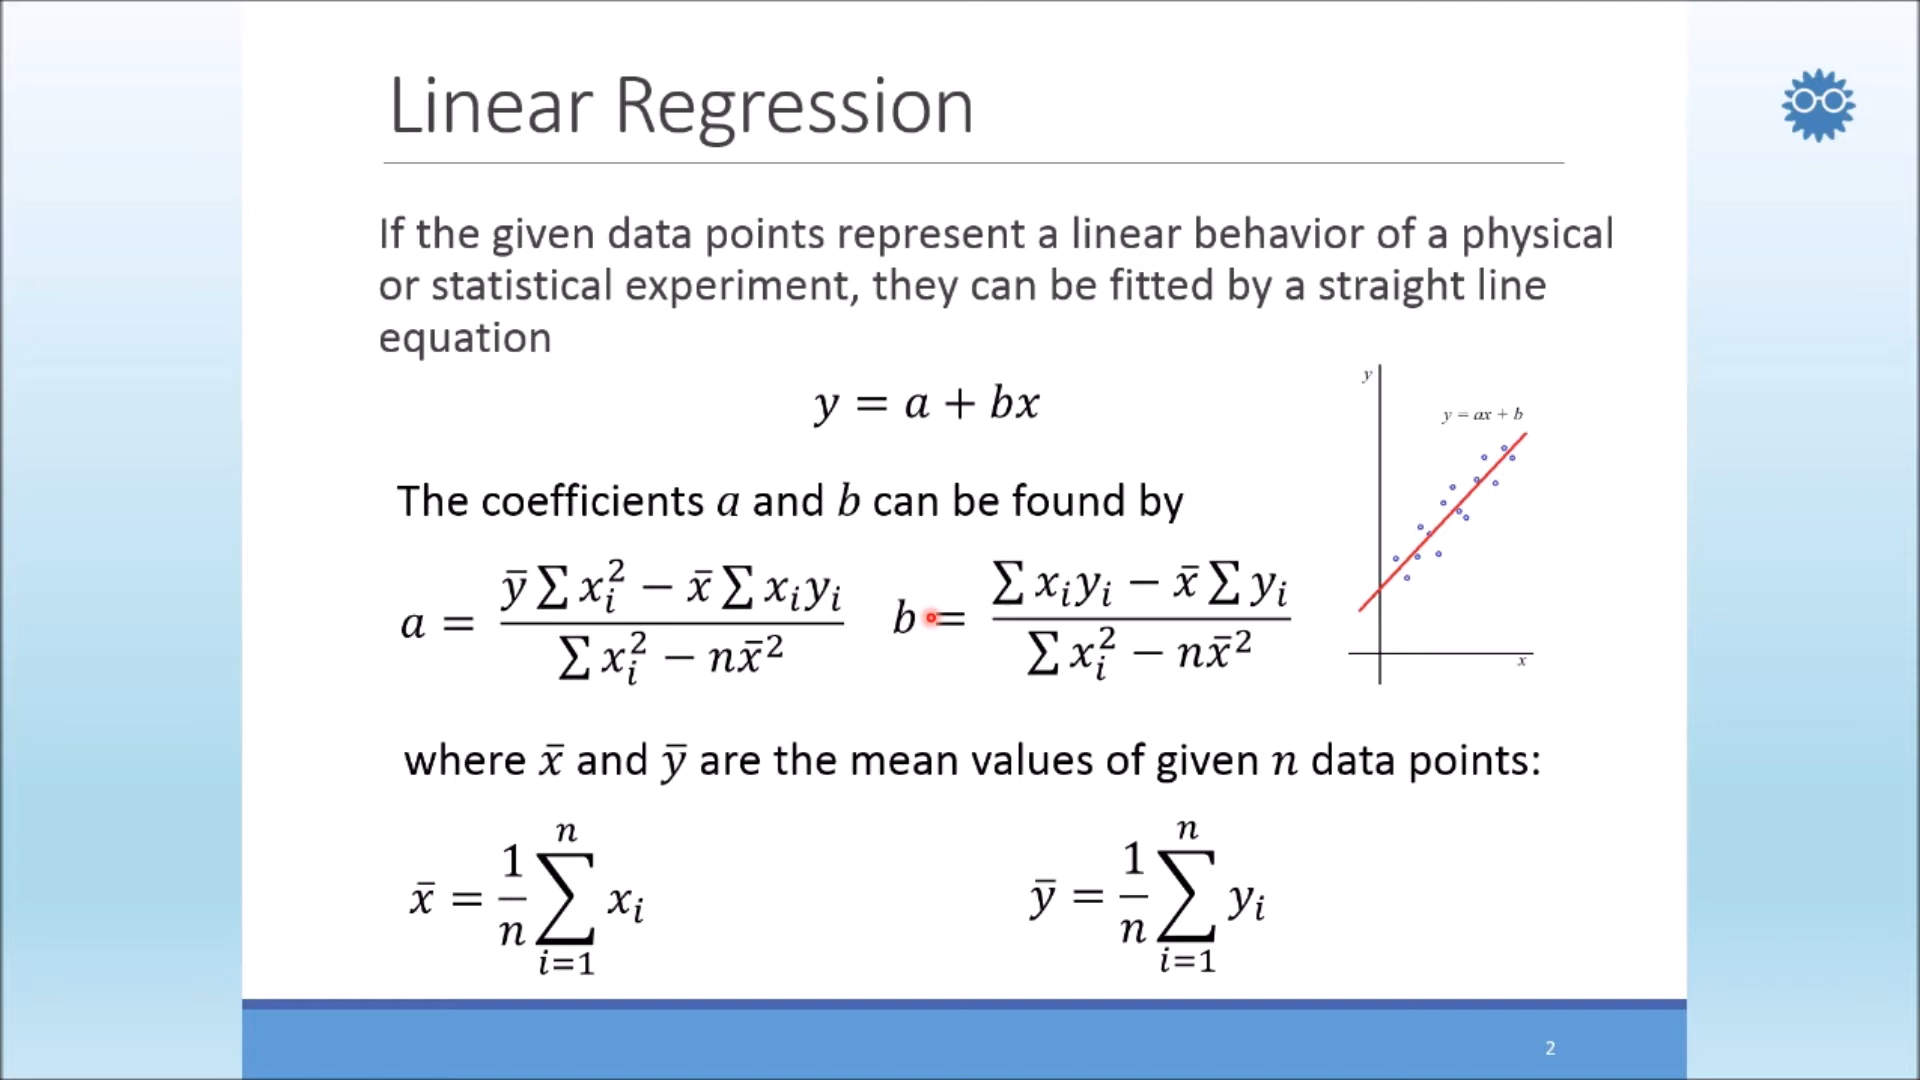 Linear Regression
If the given data points represent a linear behavior of a physical
or statistical experiment, they can be fitted by a straight line
equation
y = a + bx
y
y = ax + b
x
The coefficients a and b can be found by
a = (ȳ ∑ xᵢ² − x̄ ∑ xᵢyᵢ) / (∑ xᵢ² − nx̄²)
b = (∑ xᵢyᵢ − x̄ ∑ yᵢ) / (∑ xᵢ² − nx̄²)
where x̄ and ȳ are the mean values of given n data points:
x̄ = 1/n ∑ᵢ₌₁ⁿ xᵢ
ȳ = 1/n ∑ᵢ₌₁ⁿ yᵢ
2